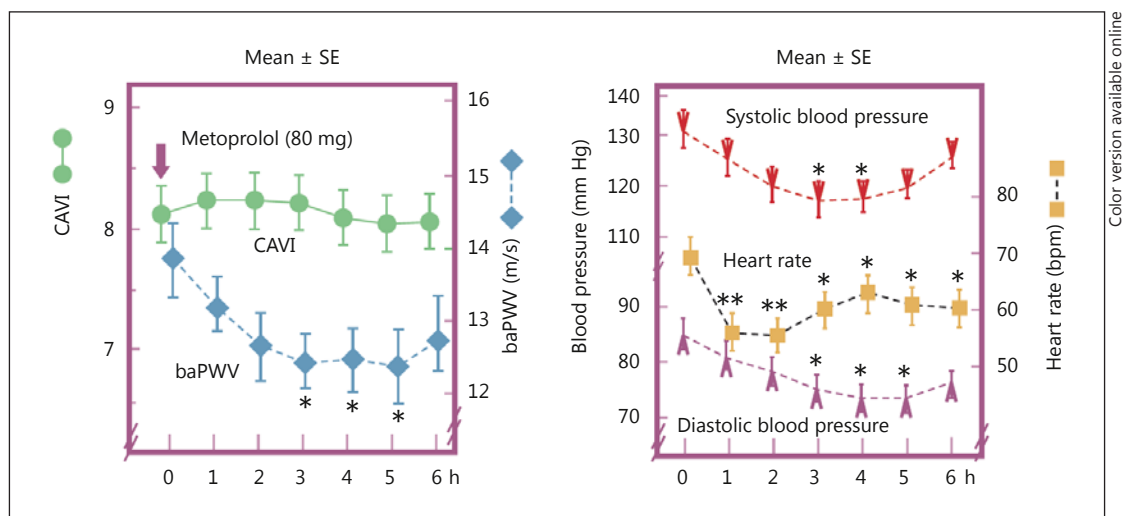 Mean ± SE
9
8
7
CAVI
Metoprolol (80 mg)
CAVI
baPWV
* * *
16
15
14
13
12
baPWV (m/s)
0 1 2 3 4 5 6 h
Mean ± SE
140
130
120
110
90
80
70
Blood pressure (mm Hg)
Systolic blood pressure
* *
Heart rate
** ** * * * *
* * *
Diastolic blood pressure
80
70
60
50
Heart rate (bpm)
0 1 2 3 4 5 6 h
Color version available online